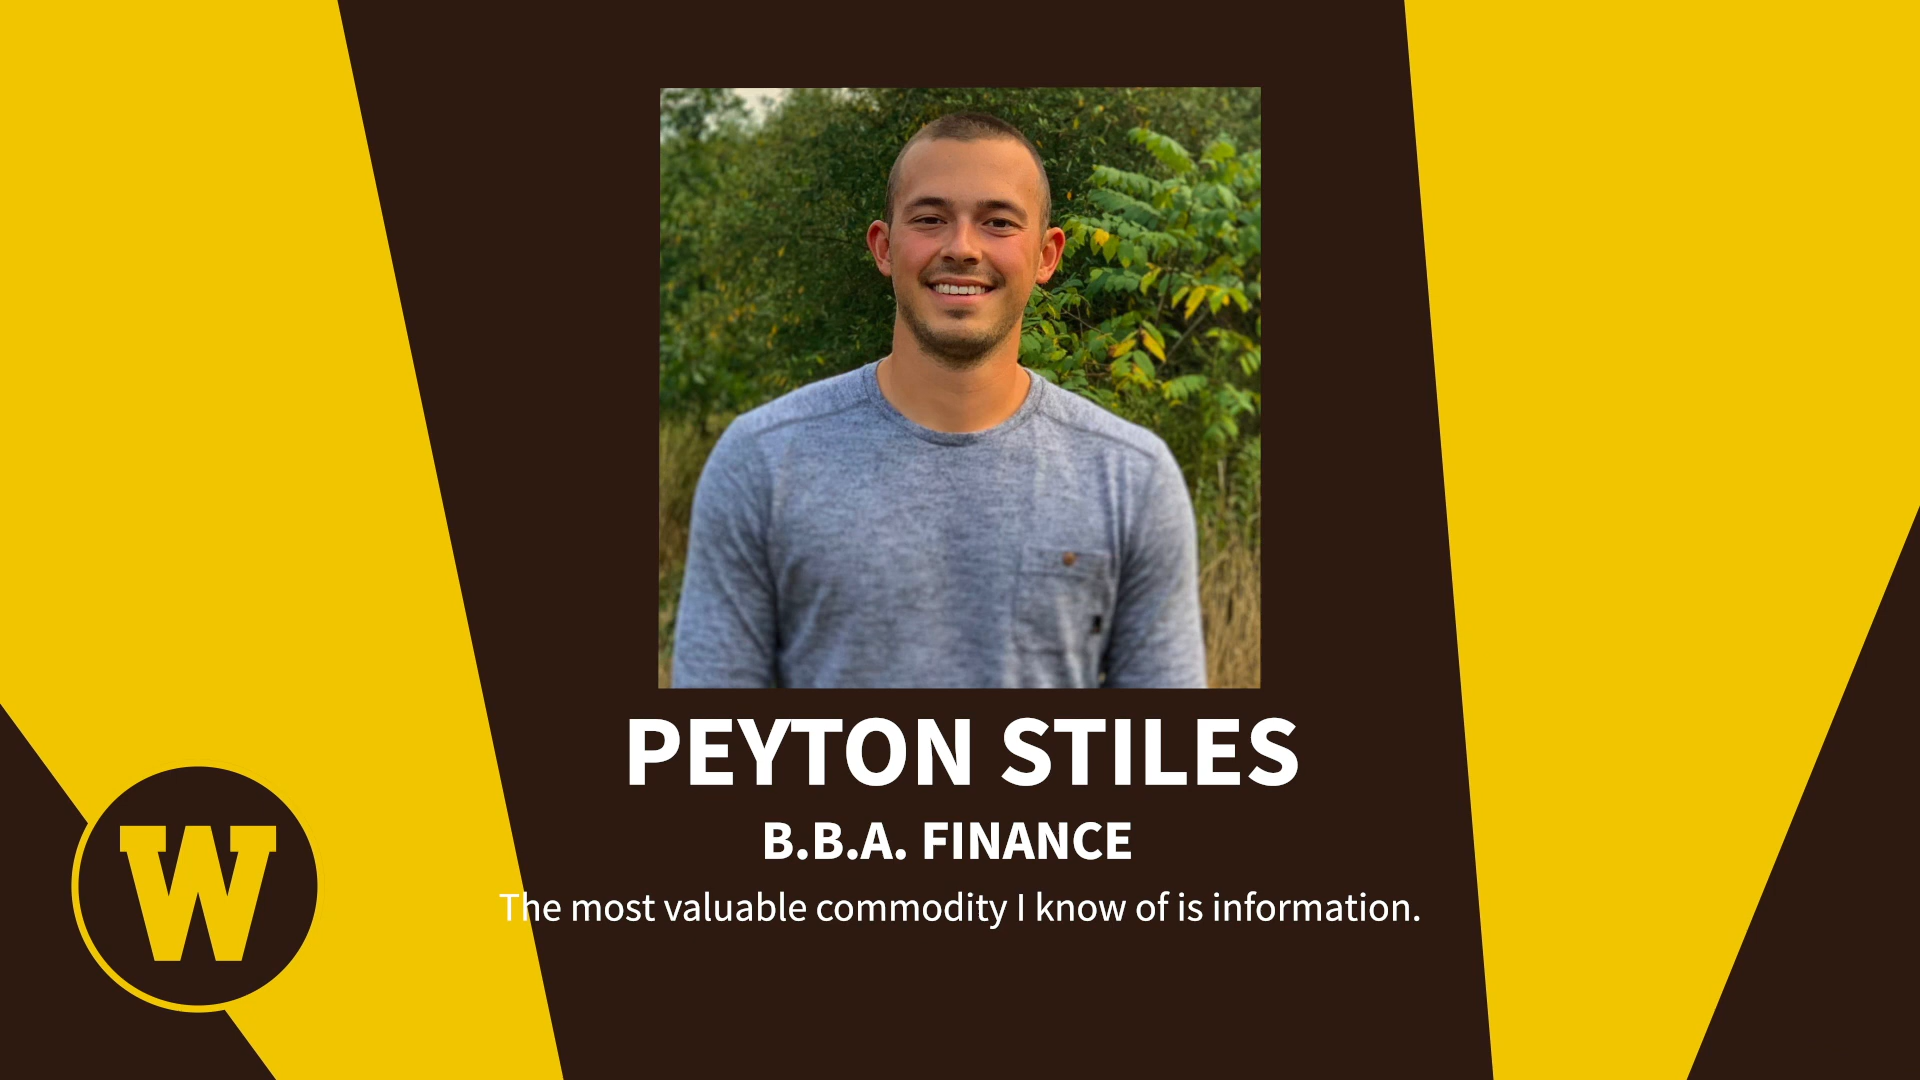 PEYTON STILES
B.B.A. FINANCE
The most valuable commodity I know of is information.
W